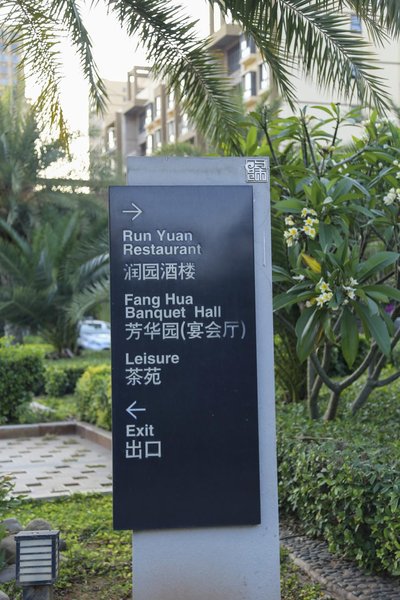 →
Run Yuan
Restaurant
润园酒楼
Fang Hua
Banquet Hall
芳华园(宴会厅)
Leisure
茶苑
←
Exit
出口